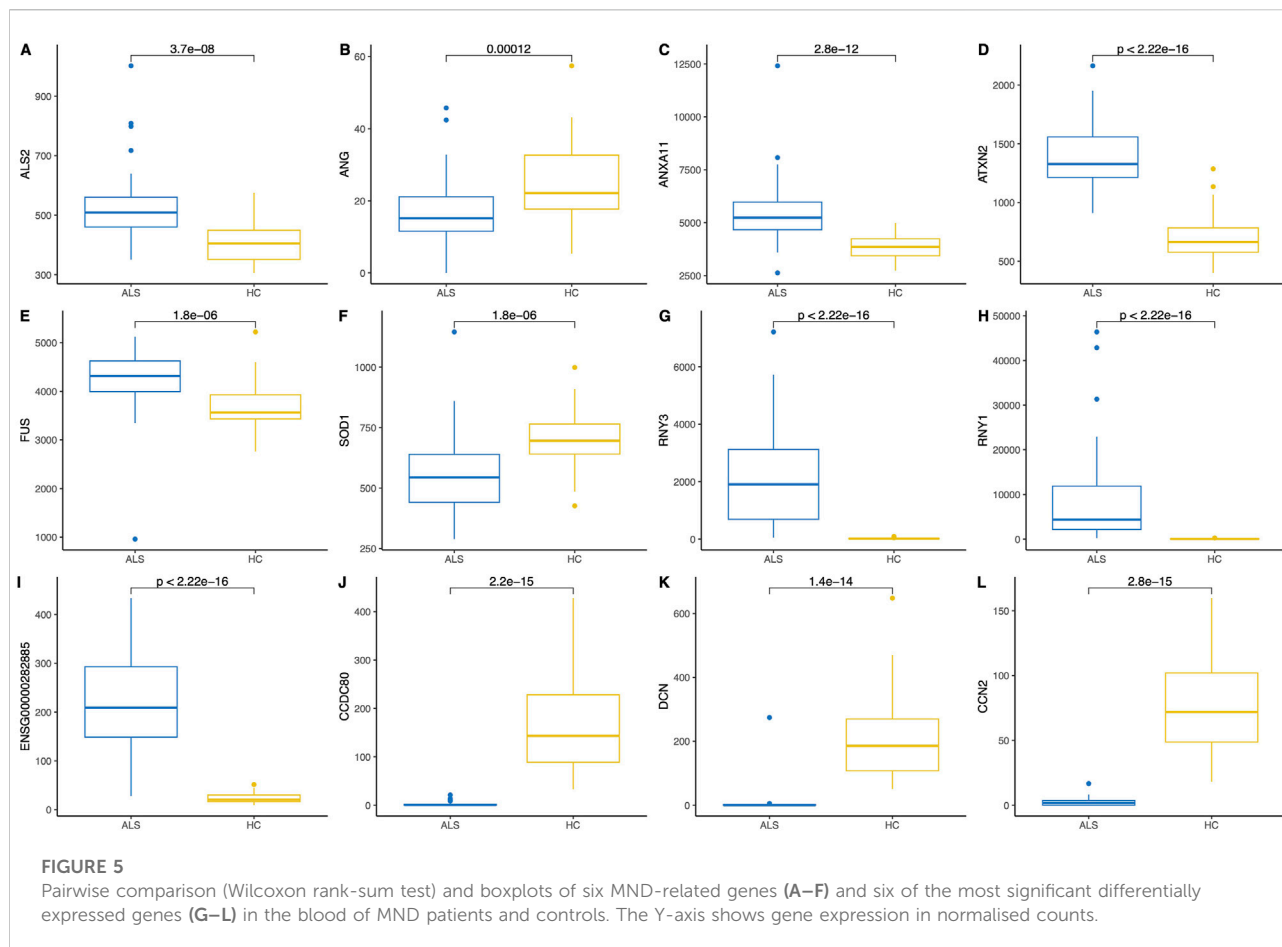 A
3.7e−08
ALS2
900
700
500
300
ALS
HC
B
0.00012
ANG
60
40
20
0
ALS
HC
C
2.8e−12
ANXA11
12500
10000
7500
5000
2500
ALS
HC
D
p < 2.22e−16
ATXN2
2000
1500
1000
500
ALS
HC
E
1.8e−06
FUS
5000
4000
3000
2000
1000
ALS
HC
F
1.8e−06
SOD1
1000
750
500
250
ALS
HC
G
p < 2.22e−16
RNY3
6000
4000
2000
0
ALS
HC
H
p < 2.22e−16
RNY1
50000
40000
30000
20000
10000
0
ALS
HC
I
p < 2.22e−16
ENSG00000282885
400
300
200
100
0
ALS
HC
J
2.2e−15
CCDC80
400
300
200
100
0
ALS
HC
K
1.4e−14
DCN
600
400
200
0
ALS
HC
L
2.8e−15
CCN2
150
100
50
0
ALS
HC
FIGURE 5
Pairwise comparison (Wilcoxon rank-sum test) and boxplots of six MND-related genes (A–F) and six of the most significant differentially
expressed genes (G–L) in the blood of MND patients and controls. The Y-axis shows gene expression in normalised counts.